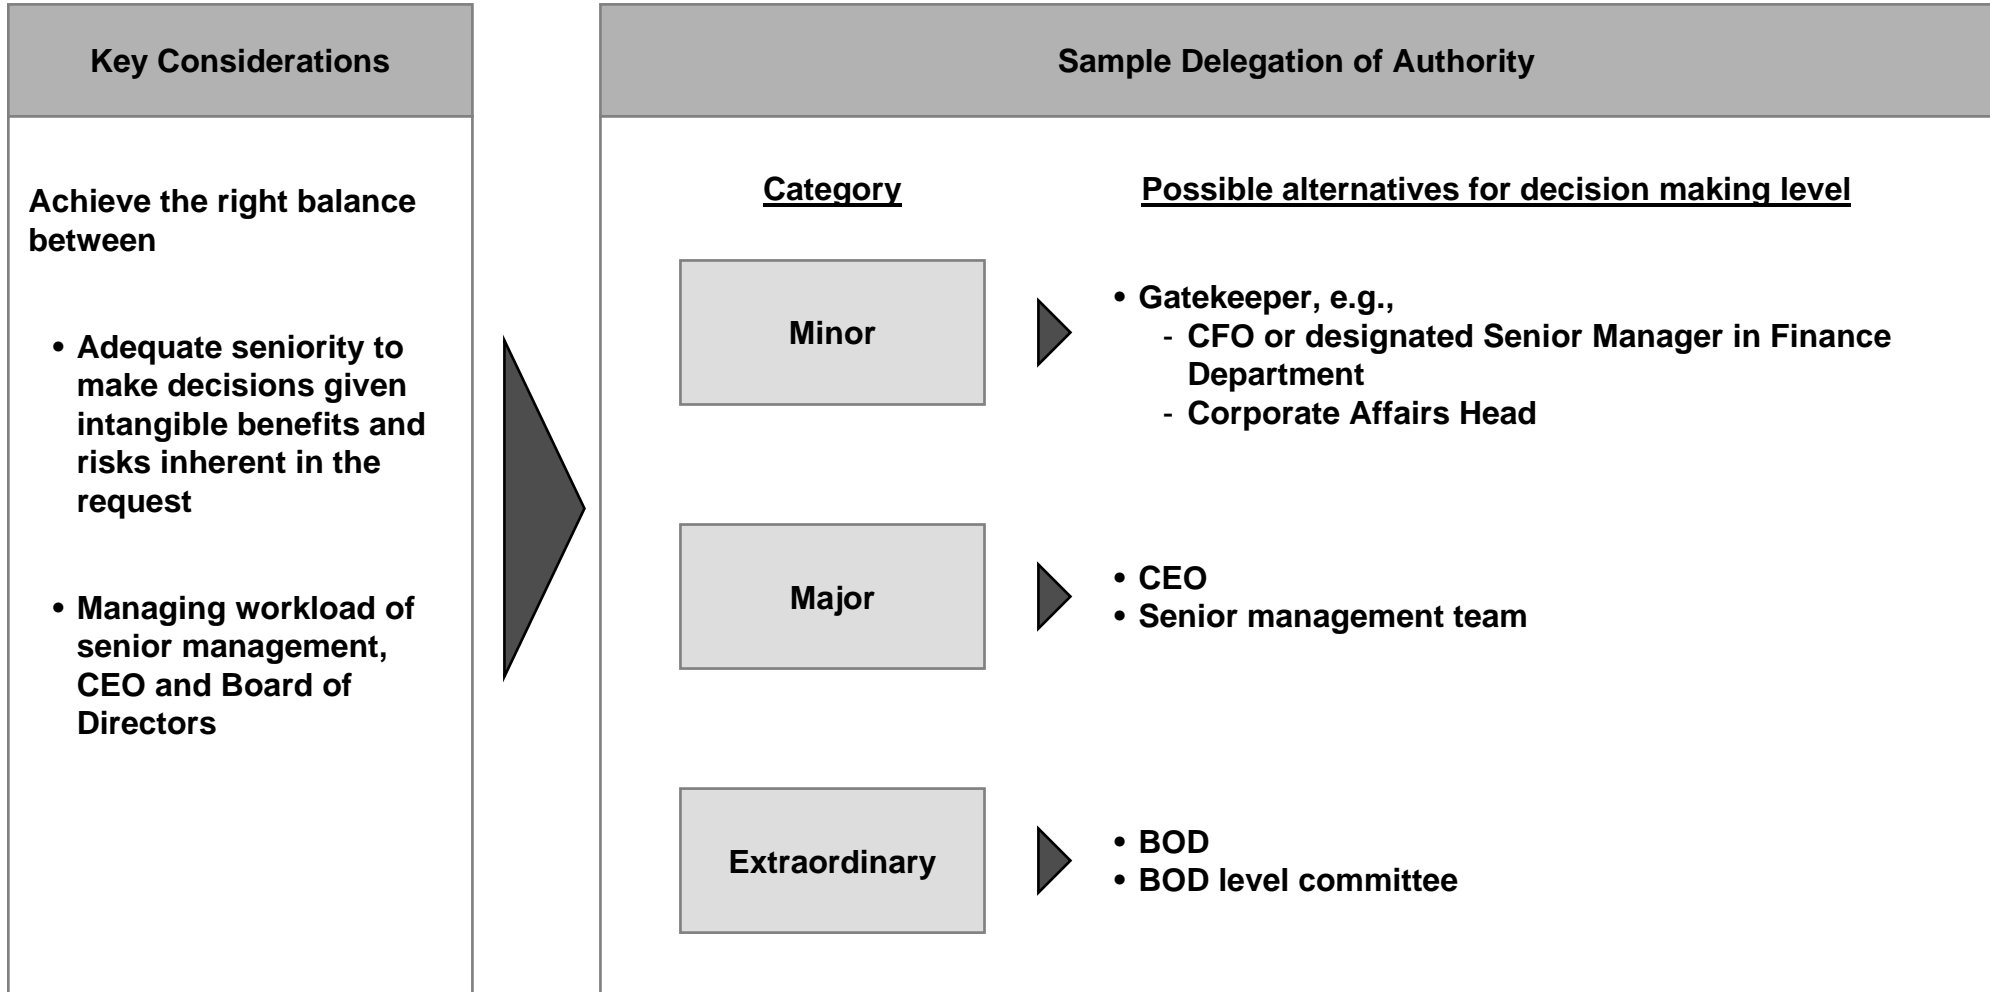 Key Considerations
Achieve the right balance
between
• Adequate seniority to
make decisions given
intangible benefits and
risks inherent in the
request
• Managing workload of
senior management,
CEO and Board of
Directors
Sample Delegation of Authority
Category
Possible alternatives for decision making level
Minor
• Gatekeeper, e.g.,
- CFO or designated Senior Manager in Finance
Department
- Corporate Affairs Head
Major
• CEO
• Senior management team
Extraordinary
• BOD
• BOD level committee